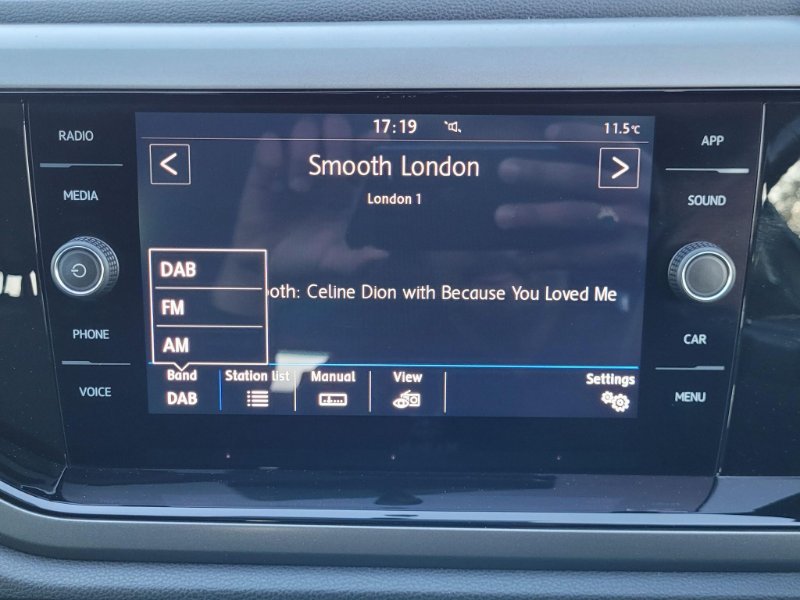 RADIO
MEDIA
PHONE
VOICE
17:19
11.5°C
Smooth London
London 1
DAB
FM
AM
oth: Celine Dion with Because You Loved Me
Band Station list Manual View Settings
DAB
APP
SOUND
CAR
MENU